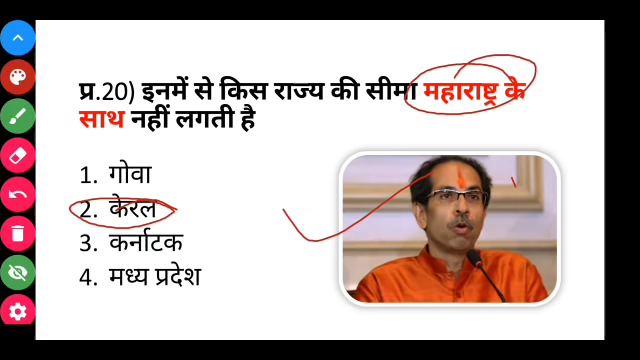 प्र.20) इनमें से किस राज्य की सीमा महाराष्ट्र के
साथ नहीं लगती है
1. गोवा
2. केरल
3. कर्नाटक
4. मध्य प्रदेश